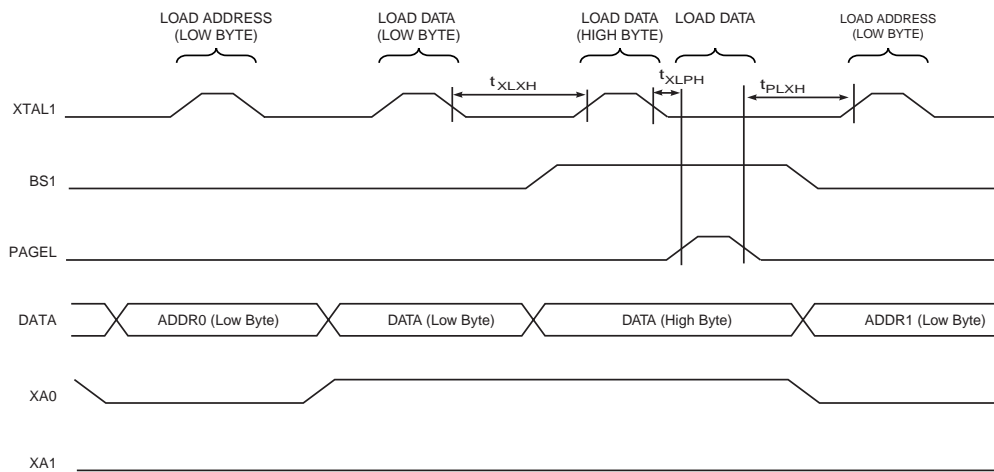 LOAD ADDRESS
(LOW BYTE)
LOAD DATA
(LOW BYTE)
LOAD DATA
(HIGH BYTE)
LOAD DATA
LOAD ADDRESS
(LOW BYTE)
tXLXH
tXLPH
tPLXH
XTAL1
BS1
PAGEL
DATA
ADDR0 (Low Byte)
DATA (Low Byte)
DATA (High Byte)
ADDR1 (Low Byte)
XA0
XA1